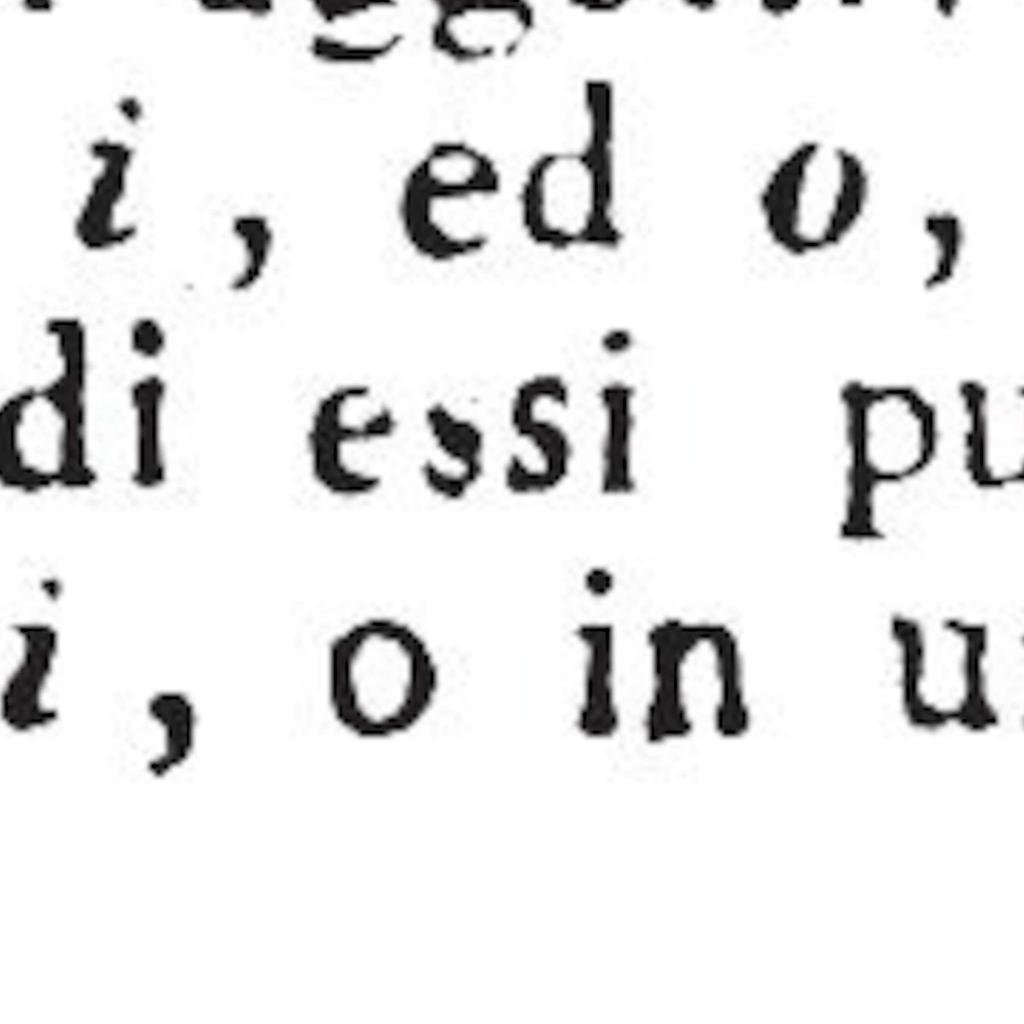 i, ed o,
di essi
i, o in